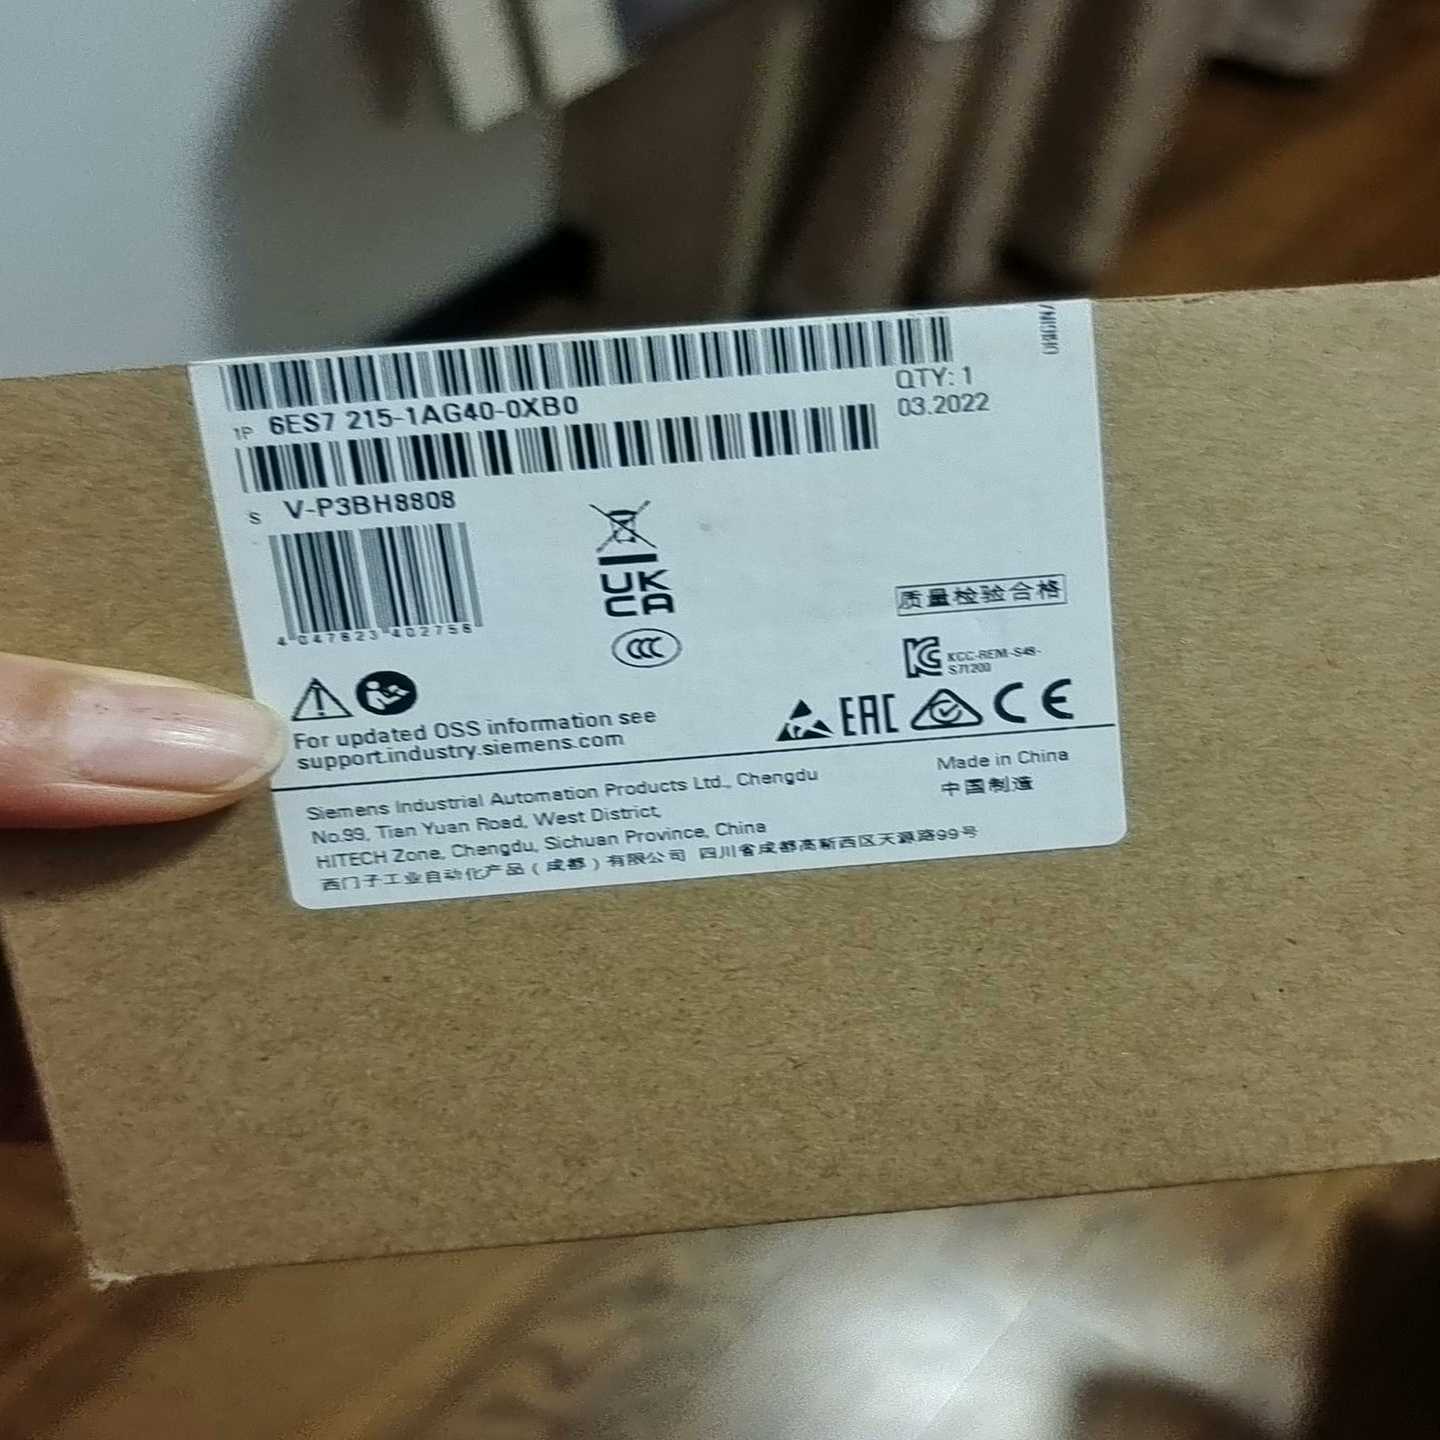 ORIGIN
QTY: 1
1P 6ES7 215-1AG40-0XB0
03.2022
S V-P3BH8808
4 047623 402756
UK
CA
CCC
质量检验合格
KC KCC-REM-S49-
S71200
EAC CE
For updated OSS information see
support.industry.siemens.com
Siemens Industrial Automation Products Ltd., Chengdu
No.99, Tian Yuan Road, West District,
HITECH Zone, Chengdu, Sichuan Province, China
西门子工业自动化产品（成都）有限公司 四川省成都高新西区天源路99号
Made in China
中国制造